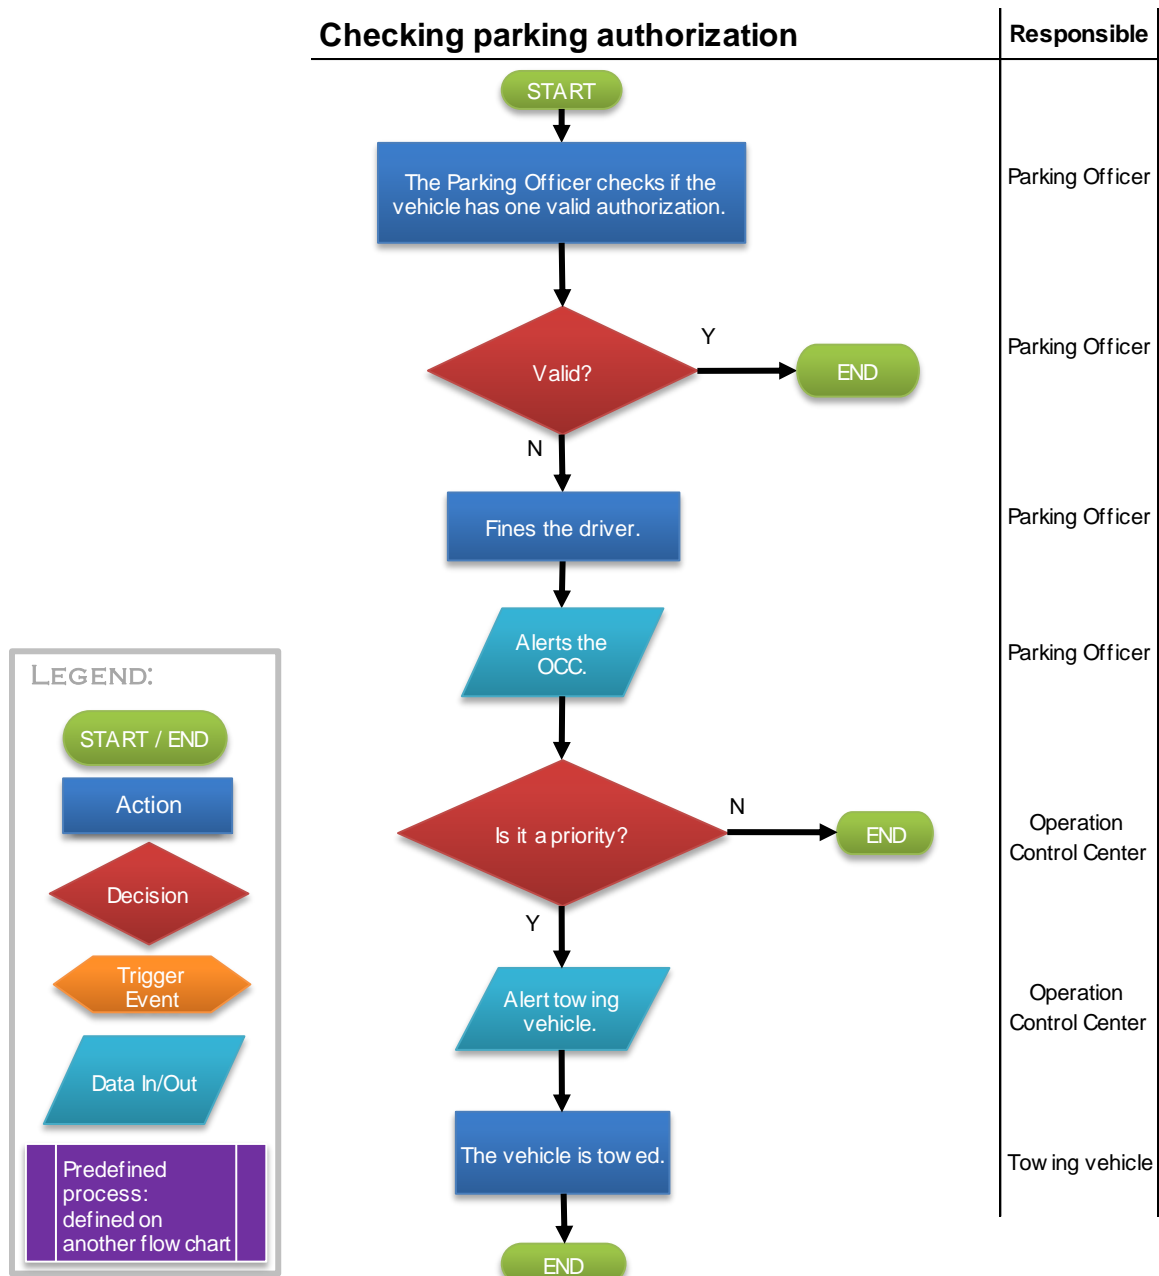 Checking parking authorization
Responsible
START
The Parking Officer checks if the
vehicle has one valid authorization.
Parking Officer
Valid?
Y
END
Parking Officer
N
Fines the driver.
Parking Officer
Alerts the
OCC.
Parking Officer
Is it a priority?
N
END
Operation
Control Center
Y
Alert towing
vehicle.
Operation
Control Center
The vehicle is towed.
Towing vehicle
END
LEGEND:
START / END
Action
Decision
Trigger
Event
Data In/Out
Predefined
process:
defined on
another flow chart